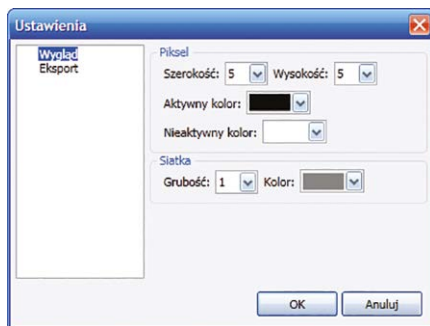 Ustawienia
Wygląd
Eksport
Piksel
Szerokość: 5 Wysokość: 5
Aktywny kolor:
Nieaktywny kolor:
Siatka
Grubość: 1 Kolor:
OK Anuluj